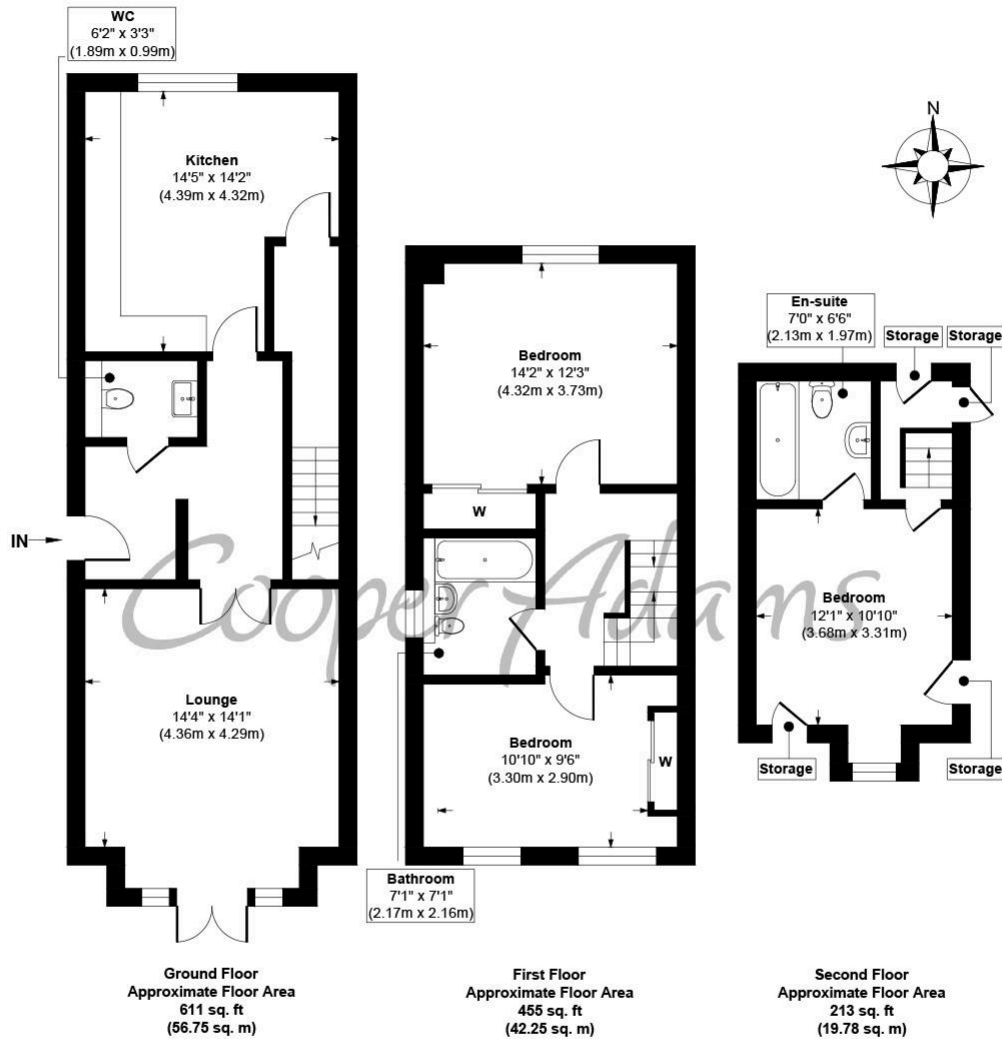 WC
6'2" x 3'3"
(1.89m x 0.99m)
Kitchen
14'5" x 14'2"
(4.39m x 4.32m)
N
IN
Lounge
14'4" x 14'1"
(4.36m x 4.29m)
Bedroom
14'2" x 12'3"
(4.32m x 3.73m)
W
Bedroom
10'10" x 9'6"
(3.30m x 2.90m)
W
Bathroom
7'1" x 7'1"
(2.17m x 2.16m)
En-suite
7'0" x 6'6"
(2.13m x 1.97m)
Storage
Storage
Bedroom
12'1" x 10'10"
(3.68m x 3.31m)
Storage
Storage
Cooper Adams
Ground Floor
Approximate Floor Area
611 sq. ft
(56.75 sq. m)
First Floor
Approximate Floor Area
455 sq. ft
(42.25 sq. m)
Second Floor
Approximate Floor Area
213 sq. ft
(19.78 sq. m)